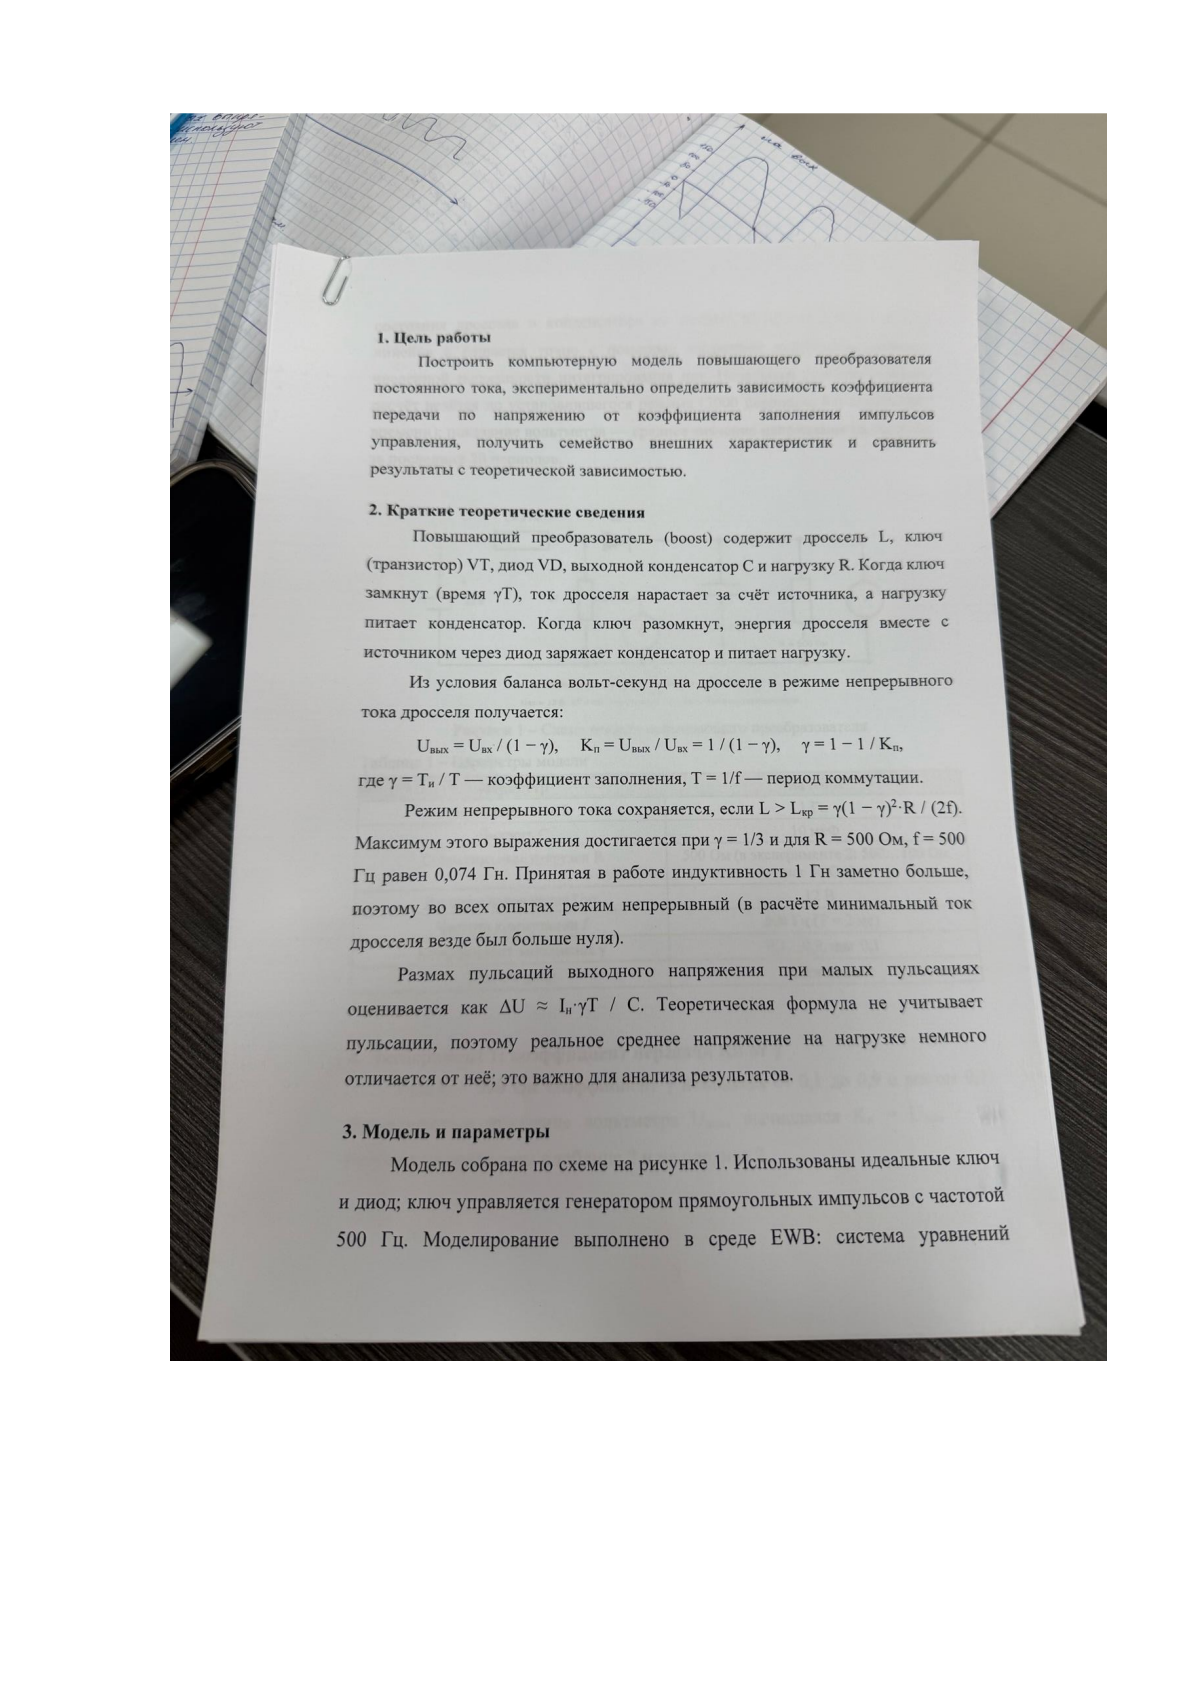 на вых
150
100
50
0
1. Цель работы
Построить компьютерную модель повышающего преобразователя
постоянного тока, экспериментально определить зависимость коэффициента
передачи по напряжению от коэффициента заполнения импульсов
управления, получить семейство внешних характеристик и сравнить
результаты с теоретической зависимостью.
2. Краткие теоретические сведения
Повышающий преобразователь (boost) содержит дроссель L, ключ
(транзистор) VT, диод VD, выходной конденсатор C и нагрузку R. Когда ключ
замкнут (время γT), ток дросселя нарастает за счёт источника, а нагрузку
питает конденсатор. Когда ключ разомкнут, энергия дросселя вместе с
источником через диод заряжает конденсатор и питает нагрузку.
Из условия баланса вольт-секунд на дросселе в режиме непрерывного
тока дросселя получается:
Uвых = Uвх / (1 − γ), Kп = Uвых / Uвх = 1 / (1 − γ), γ = 1 − 1 / Kп,
где γ = Tи / T — коэффициент заполнения, T = 1/f — период коммутации.
Режим непрерывного тока сохраняется, если L > Lкр = γ(1 − γ)²·R / (2f).
Максимум этого выражения достигается при γ = 1/3 и для R = 500 Ом, f = 500
Гц равен 0,074 Гн. Принятая в работе индуктивность 1 Гн заметно больше,
поэтому во всех опытах режим непрерывный (в расчёте минимальный ток
дросселя везде был больше нуля).
Размах пульсаций выходного напряжения при малых пульсациях
оценивается как ΔU ≈ Iн·γT / C. Теоретическая формула не учитывает
пульсации, поэтому реальное среднее напряжение на нагрузке немного
отличается от неё; это важно для анализа результатов.
3. Модель и параметры
Модель собрана по схеме на рисунке 1. Использованы идеальные ключ
и диод; ключ управляется генератором прямоугольных импульсов с частотой
500 Гц. Моделирование выполнено в среде EWB: система уравнений